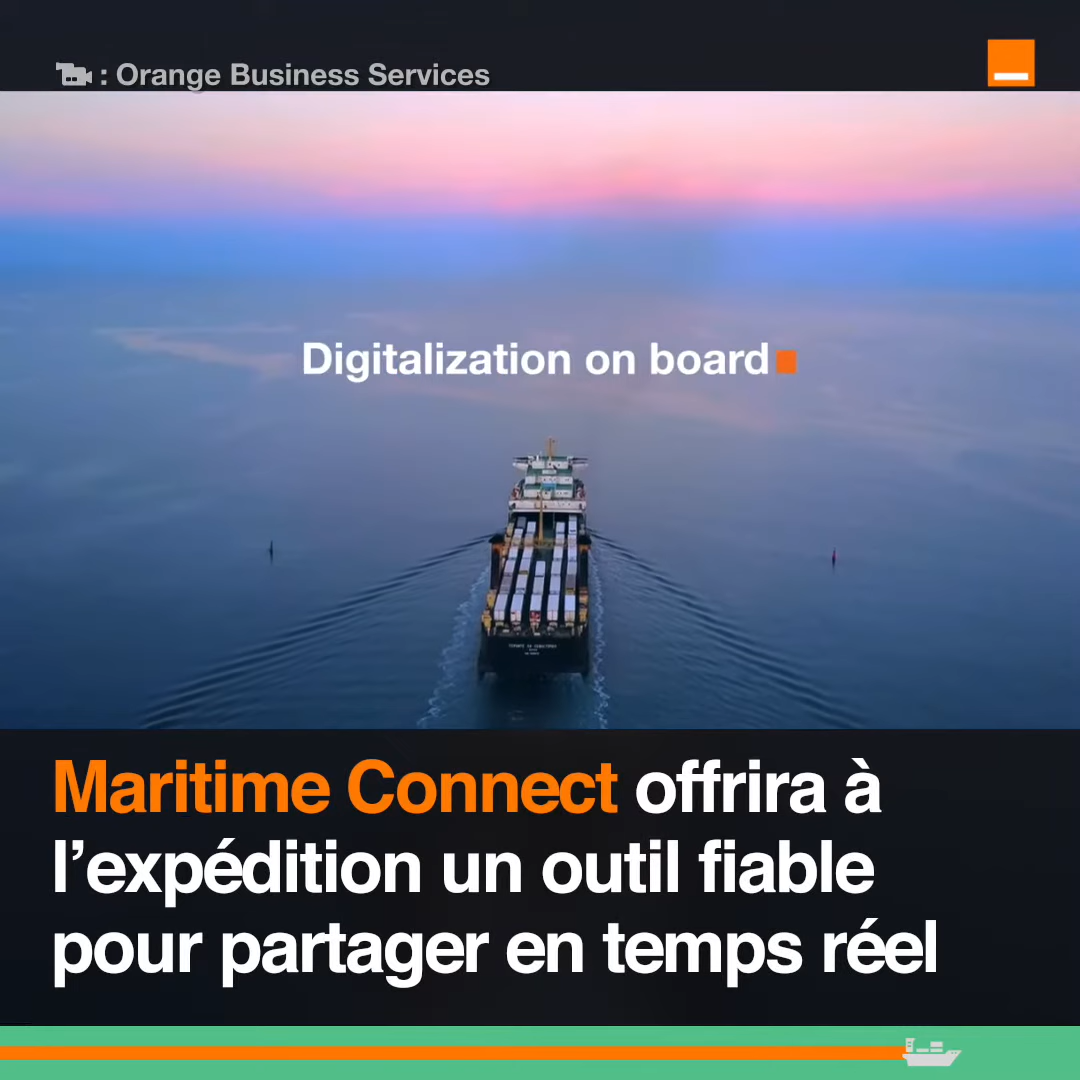 : Orange Business Services
Digitalization on board
Maritime Connect offrira à
l’expédition un outil fiable
pour partager en temps réel